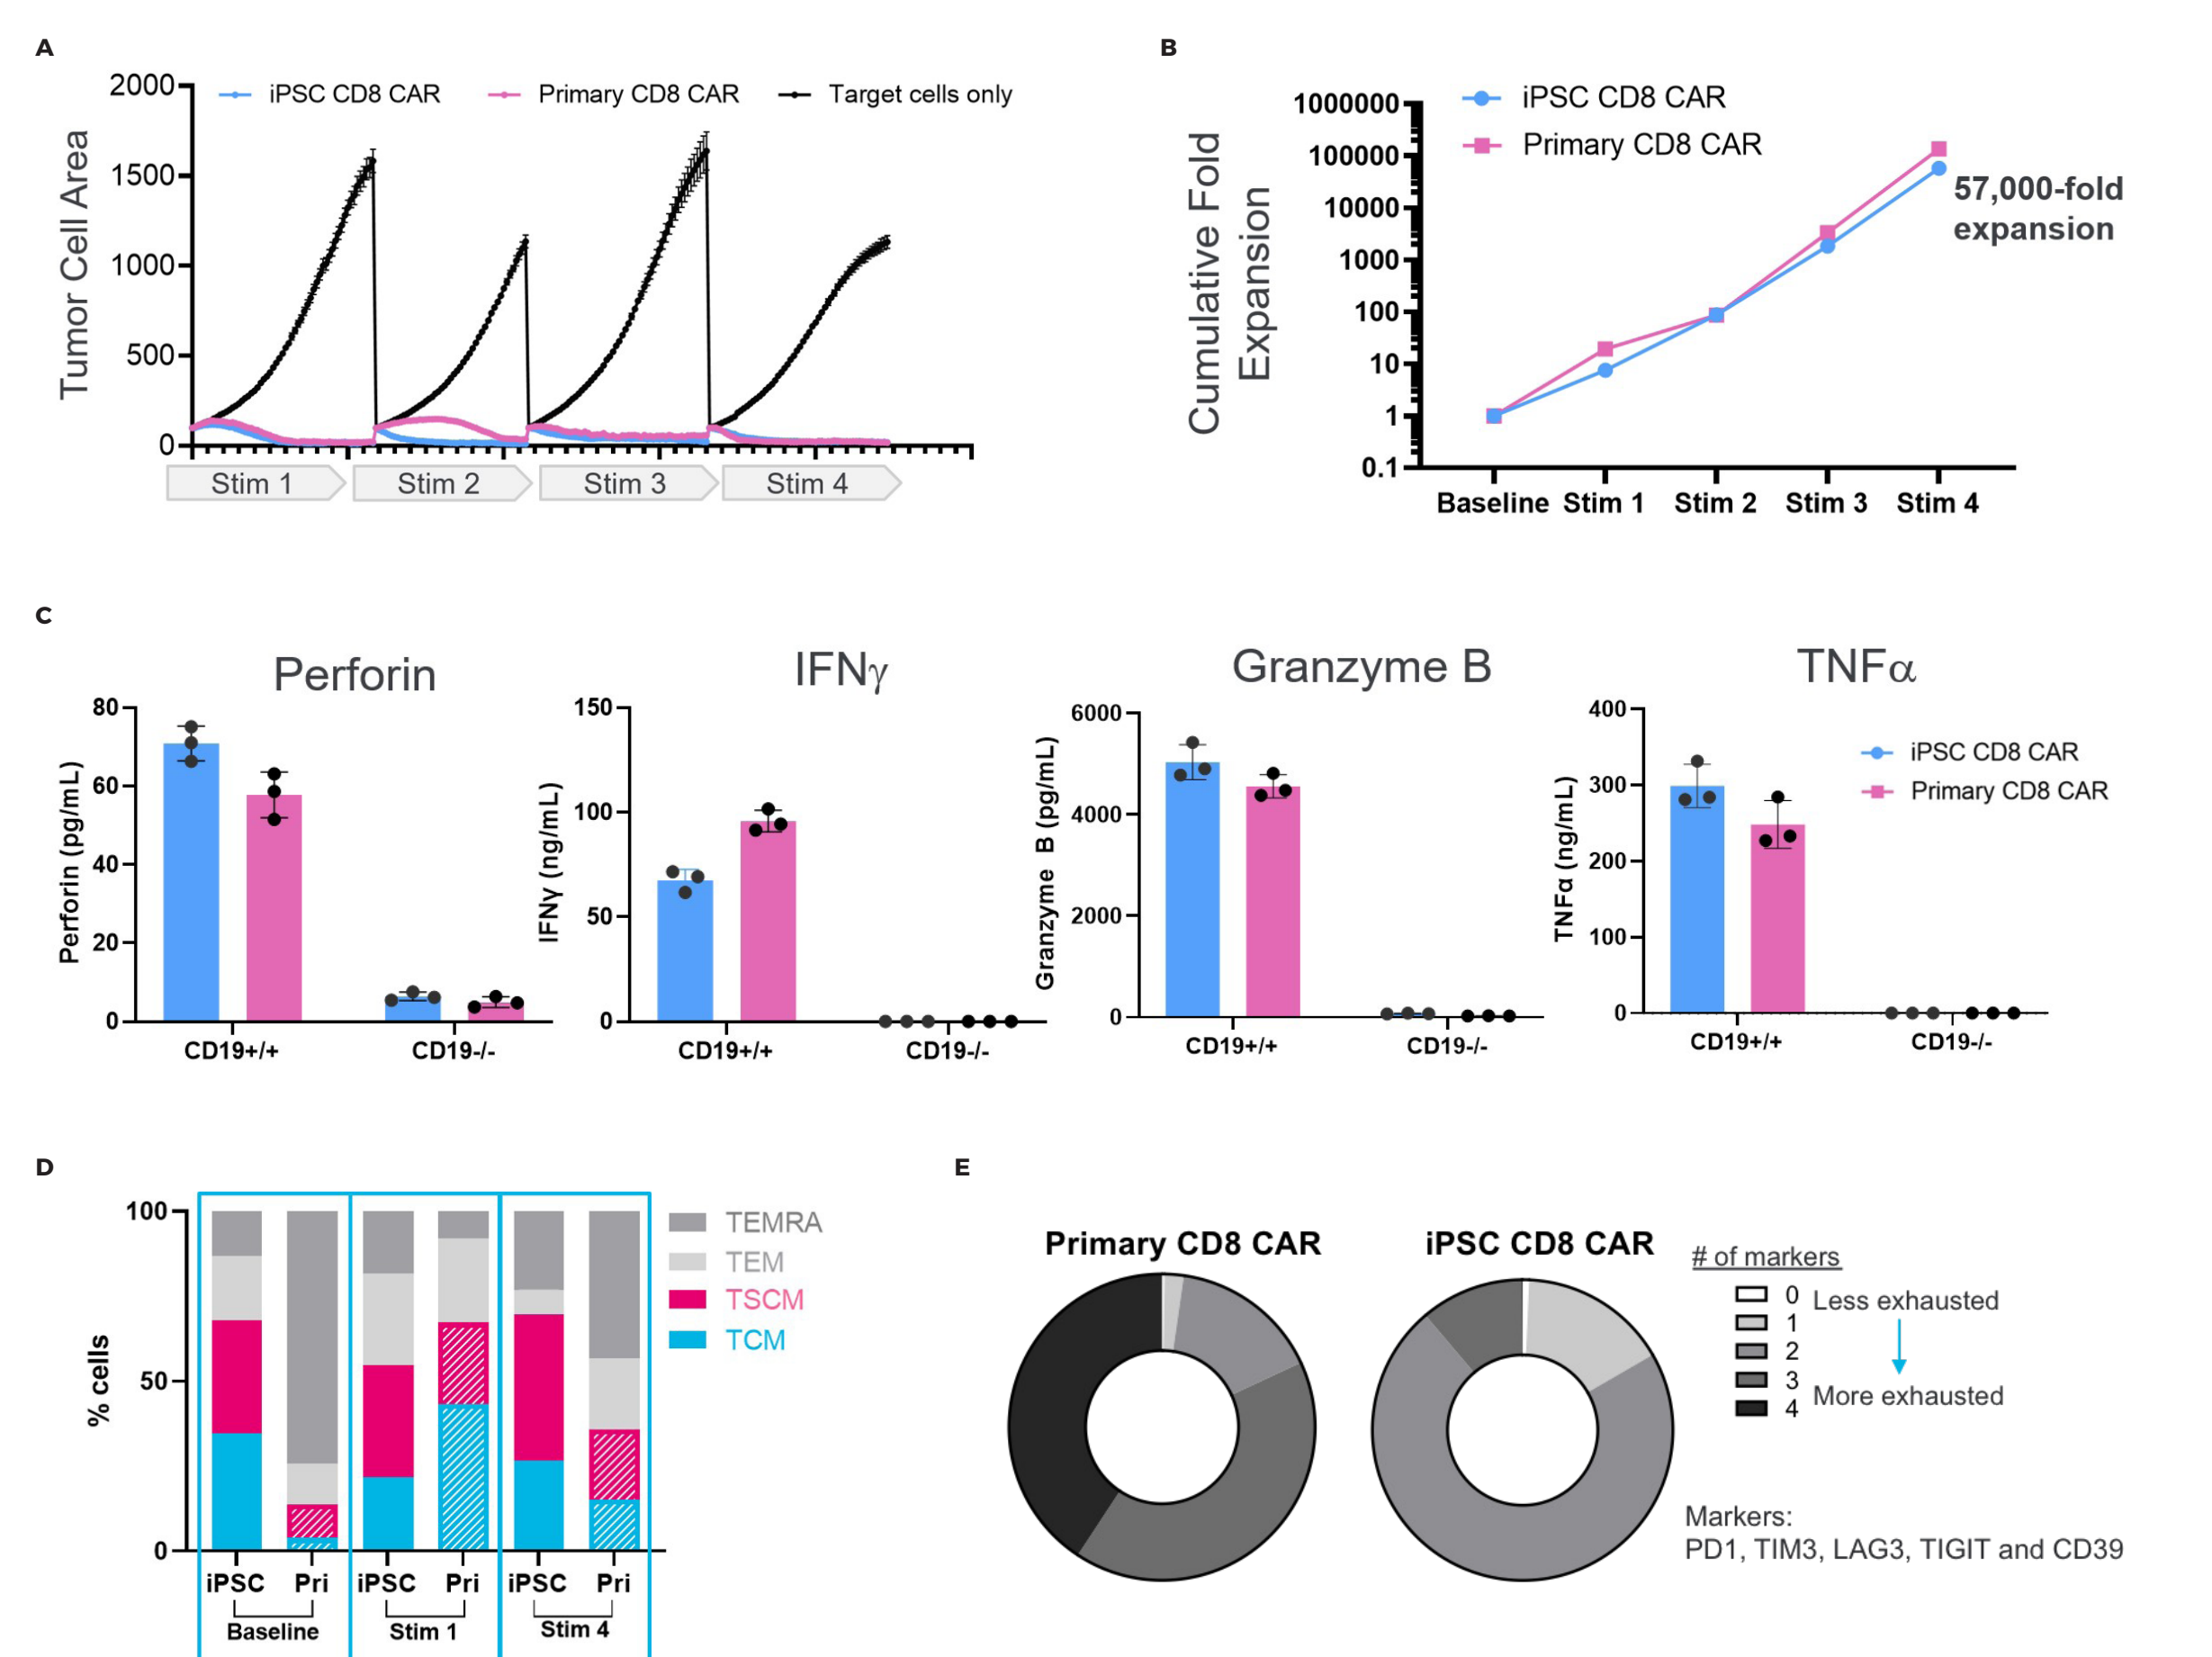 A
2000
1500
1000
500
0
Tumor Cell Area
iPSC CD8 CAR
Primary CD8 CAR
Target cells only
Stim 1
Stim 2
Stim 3
Stim 4
B
1000000
100000
10000
1000
100
10
1
0.1
Cumulative Fold
Expansion
iPSC CD8 CAR
Primary CD8 CAR
57,000-fold
expansion
Baseline
Stim 1
Stim 2
Stim 3
Stim 4
C
Perforin
80
60
40
20
0
Perforin (pg/mL)
CD19+/+
CD19-/-
IFNγ
150
100
50
0
IFNγ (ng/mL)
CD19+/+
CD19-/-
Granzyme B
6000
4000
2000
0
Granzyme B (pg/mL)
CD19+/+
CD19-/-
TNFα
400
300
200
100
0
TNFα (ng/mL)
CD19+/+
CD19-/-
iPSC CD8 CAR
Primary CD8 CAR
D
100
50
0
% cells
TEMRA
TEM
TSCM
TCM
iPSC Pri iPSC Pri iPSC Pri
Baseline
Stim 1
Stim 4
E
Primary CD8 CAR
iPSC CD8 CAR
# of markers
0 Less exhausted
1
2
3
More exhausted
4
Markers:
PD1, TIM3, LAG3, TIGIT and CD39